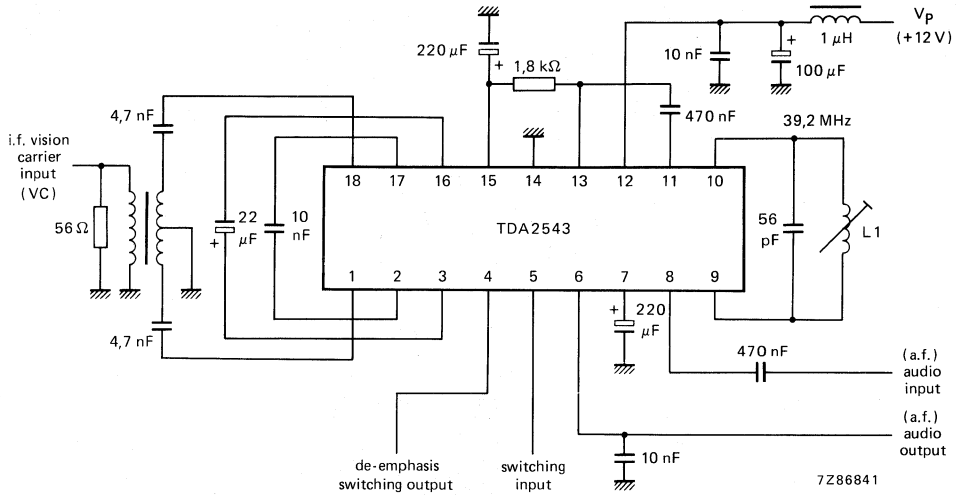 V_P
(+12 V)
1 µH
220 µF
+
1,8 kΩ
10 nF
+
100 µF
4,7 nF
470 nF
39,2 MHz
i.f. vision
carrier
input
(VC)
18 17 16 15 14 13 12 11 10
56 Ω
22
µF
+
10
nF
TDA2543
56
pF
L1
1 2 3 4 5 6 7 8 9
4,7 nF
+
220
µF
470 nF
(a.f.)
audio
input
(a.f.)
audio
output
de-emphasis
switching output
switching
input
10 nF
7Z86841